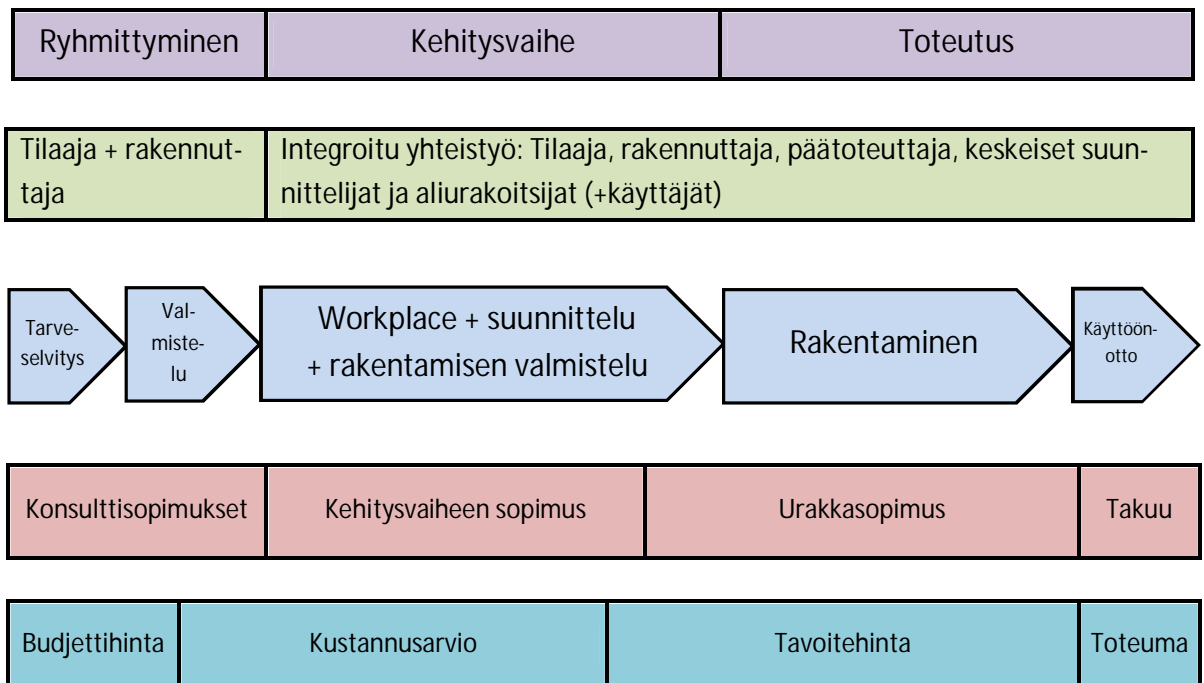 Ryhmittyminen
Kehitysvaihe
Toteutus
Tilaaja + rakennut-
taja
Integroitu yhteistyö: Tilaaja, rakennuttaja, päätoteuttaja, keskeiset suun-
nittelijat ja aliurakoitsijat (+käyttäjät)
Tarve-
selvitys
Val-
miste-
lu
Workplace + suunnittelu
+ rakentamisen valmistelu
Rakentaminen
Käyttöön-
otto
Konsulttisopimukset
Kehitysvaiheen sopimus
Urakkasopimus
Takuu
Budjettihinta
Kustannusarvio
Tavoitehinta
Toteuma